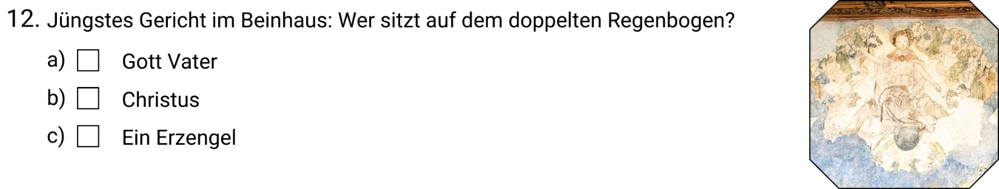 12. Jüngstes Gericht im Beinhaus: Wer sitzt auf dem doppelten Regenbogen?
a) Gott Vater
b) Christus
c) Ein Erzengel